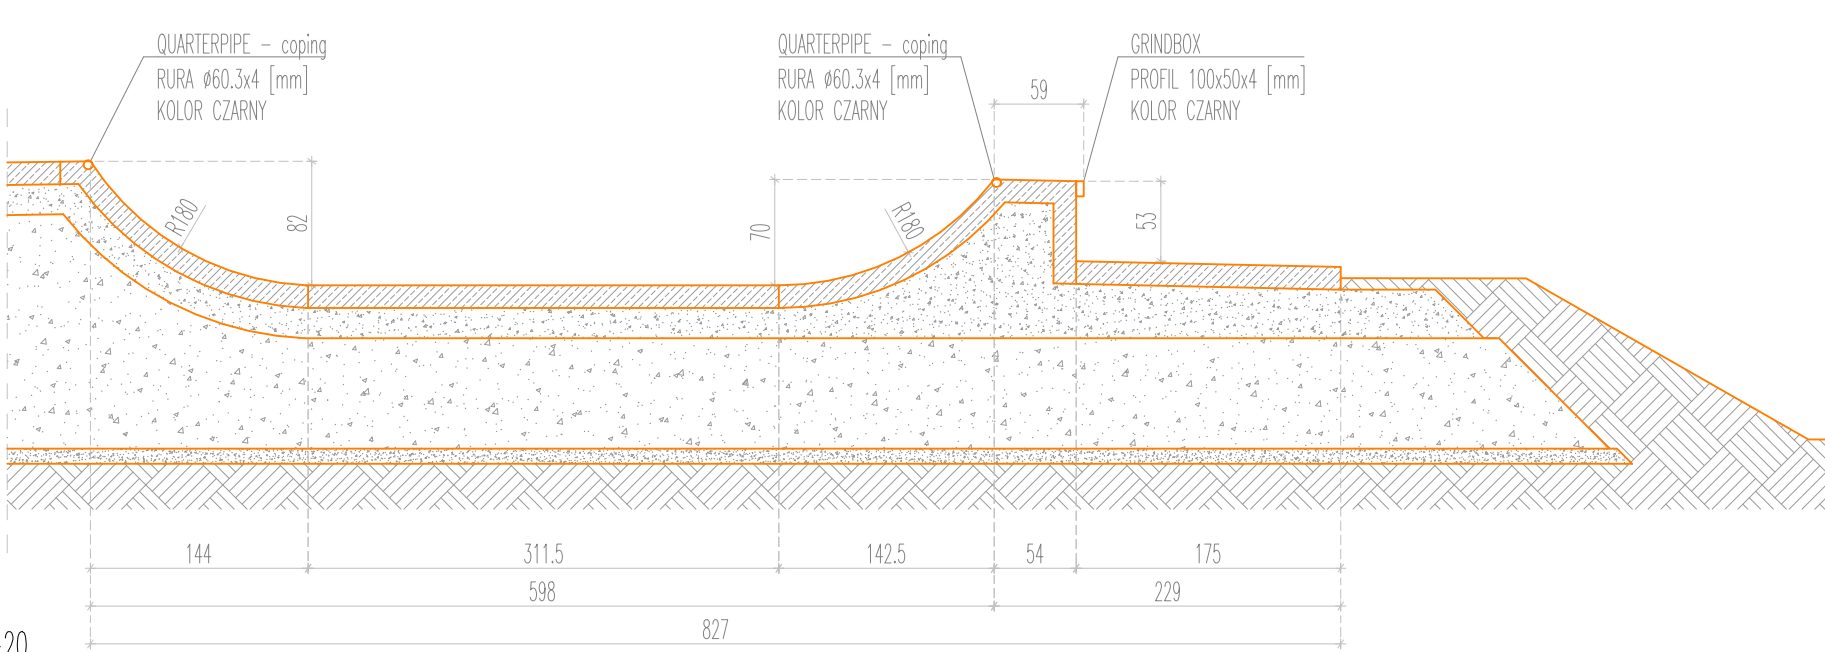 QUARTERPIPE - coping
RURA ø60.3x4 [mm]
KOLOR CZARNY
QUARTERPIPE - coping
RURA ø60.3x4 [mm]
KOLOR CZARNY
GRINDBOX
PROFIL 100x50x4 [mm]
KOLOR CZARNY
59
R180
82
70
R180
53
144
311.5
142.5
54
175
598
229
827
20